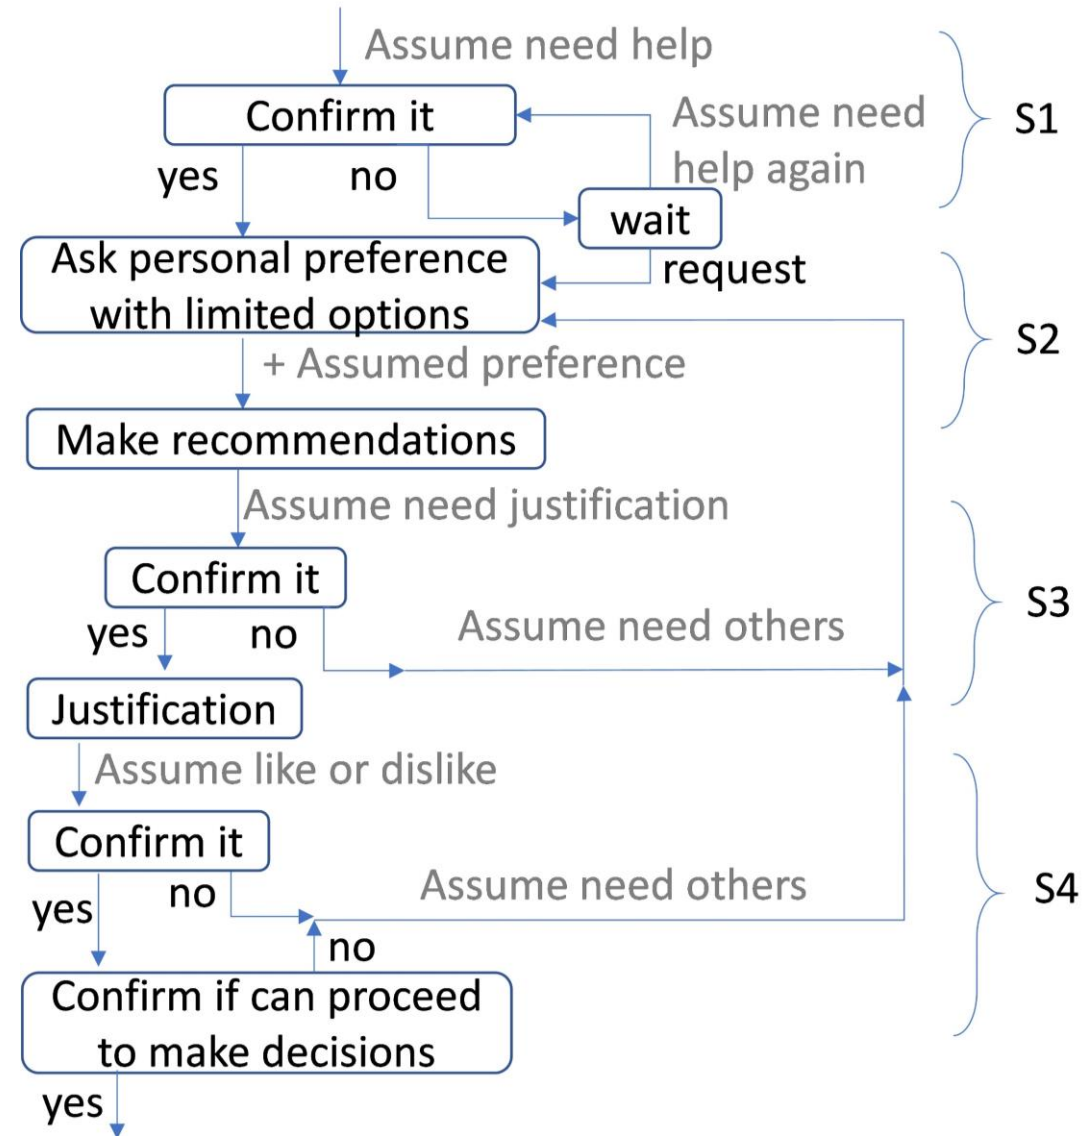 Assume need help
Confirm it
Assume need
help again
S1
yes
no
wait
Ask personal preference
with limited options
request
S2
+ Assumed preference
Make recommendations
Assume need justification
Confirm it
S3
yes
no
Assume need others
Justification
Assume like or dislike
Confirm it
no
Assume need others
S4
yes
no
Confirm if can proceed
to make decisions
yes